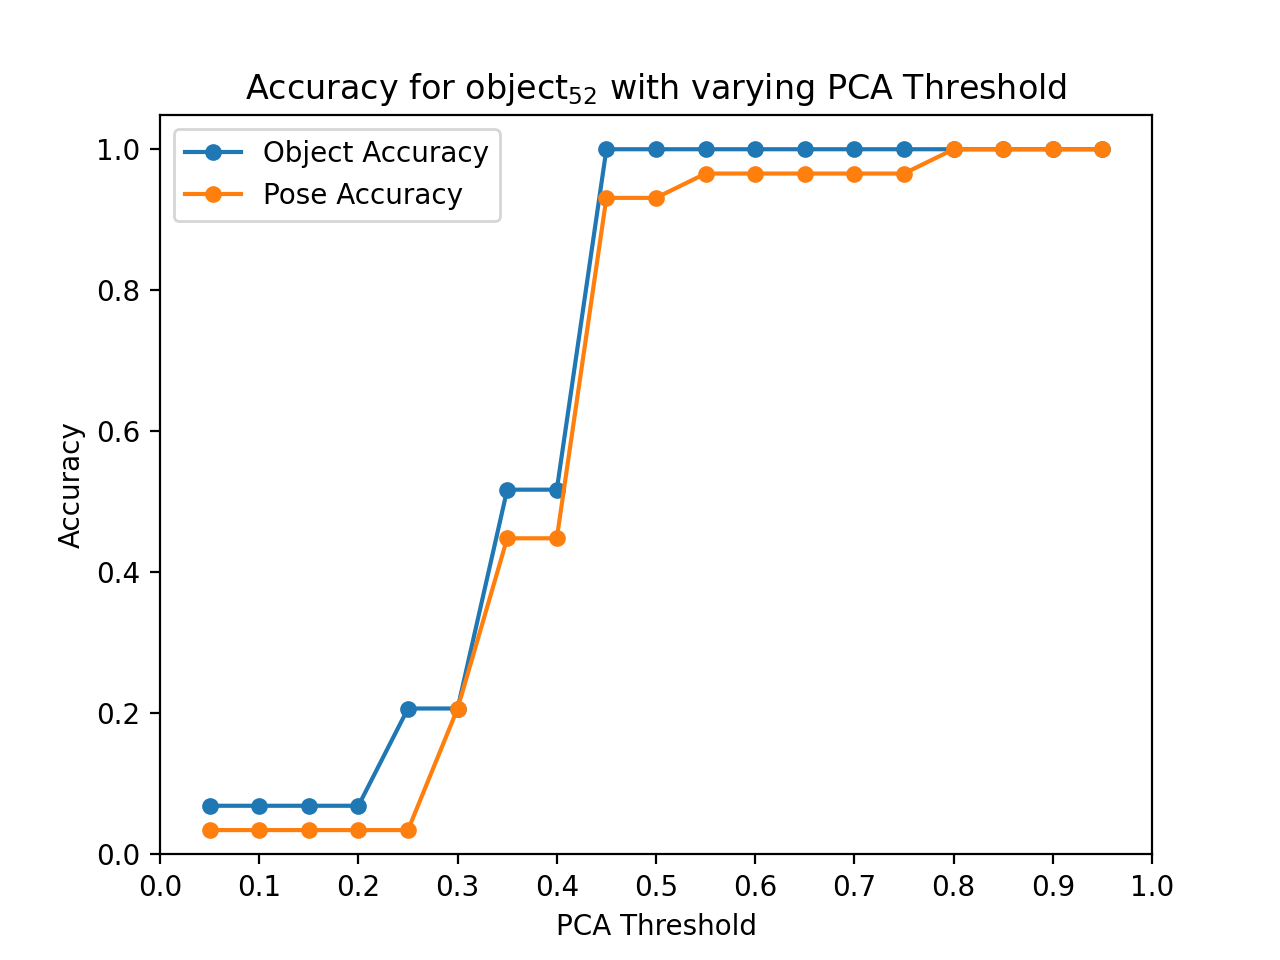 Accuracy for object₅₂ with varying PCA Threshold
Object Accuracy
Pose Accuracy
1.0
0.8
0.6
0.4
0.2
0.0
Accuracy
0.0 0.1 0.2 0.3 0.4 0.5 0.6 0.7 0.8 0.9 1.0
PCA Threshold